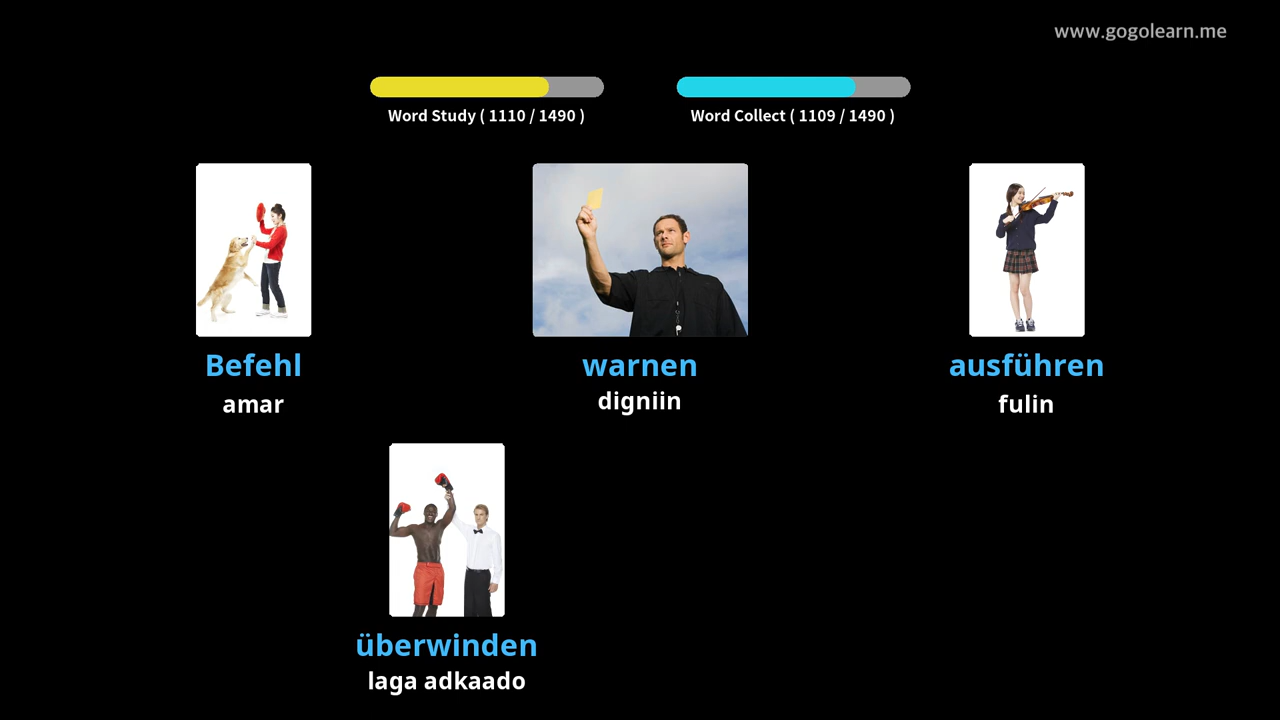 www.gogolearn.me
Word Study ( 1110 / 1490 )
Word Collect ( 1109 / 1490 )
Befehl
amar
warnen
digniin
ausführen
fulin
überwinden
laga adkaado